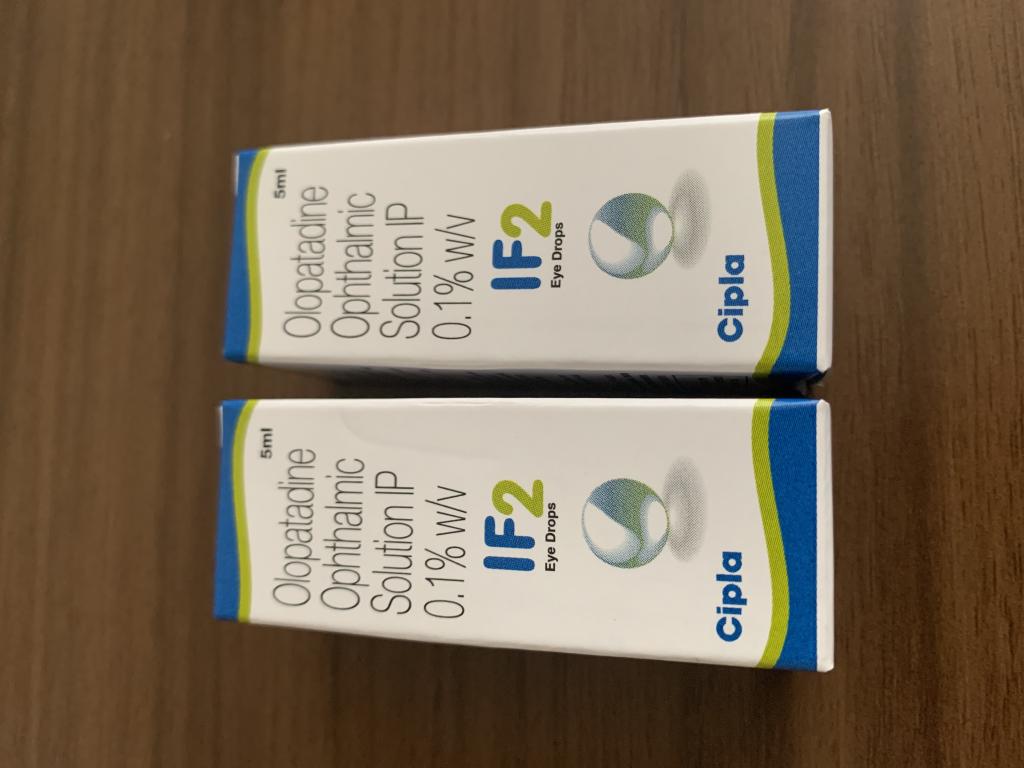 5ml
Olopatadine
Ophthalmic
Solution IP
0.1% w/v
IF2
Eye Drops
Cipla
5ml
Olopatadine
Ophthalmic
Solution IP
0.1% w/v
IF2
Eye Drops
Cipla